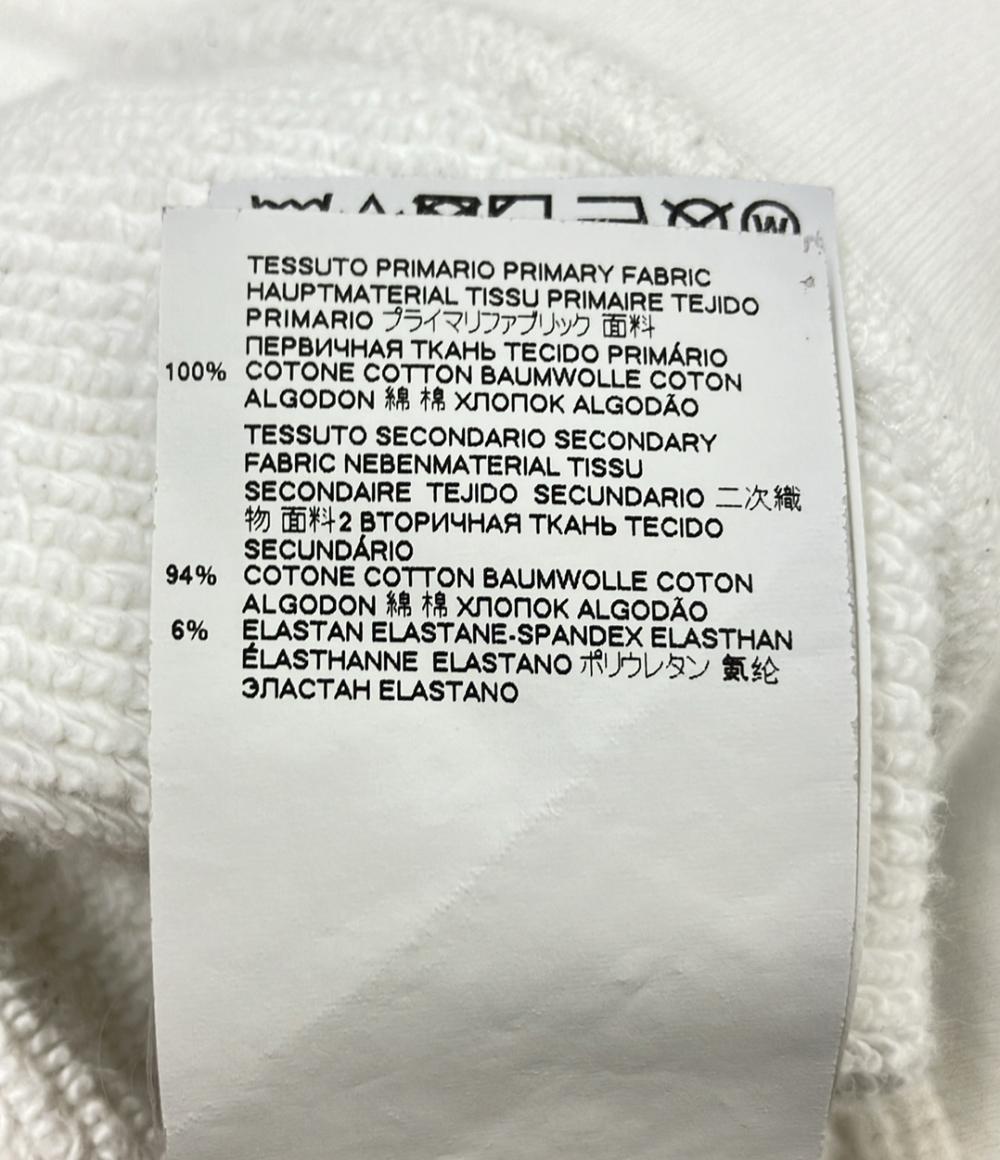 W
TESSUTO PRIMARIO PRIMARY FABRIC
HAUPTMATERIAL TISSU PRIMAIRE TEJIDO
PRIMARIO プライマリファブリック 面料
ПЕРВИЧНАЯ ТКАНЬ TECIDO PRIMÁRIO
100% COTONE COTTON BAUMWOLLE COTON
ALGODON 綿 棉 ХЛОПОК ALGODÃO
TESSUTO SECONDARIO SECONDARY
FABRIC NEBENMATERIAL TISSU
SECONDAIRE TEJIDO SECUNDARIO 二次織
物 面料2 ВТОРИЧНАЯ ТКАНЬ TECIDO
SECUNDÁRIO
94% COTONE COTTON BAUMWOLLE COTON
ALGODON 綿 棉 ХЛОПОК ALGODÃO
6% ELASTAN ELASTANE-SPANDEX ELASTHAN
ÉLASTHANNE ELASTANO ポリウレタン 氨纶
ЭЛАСТАН ELASTANO